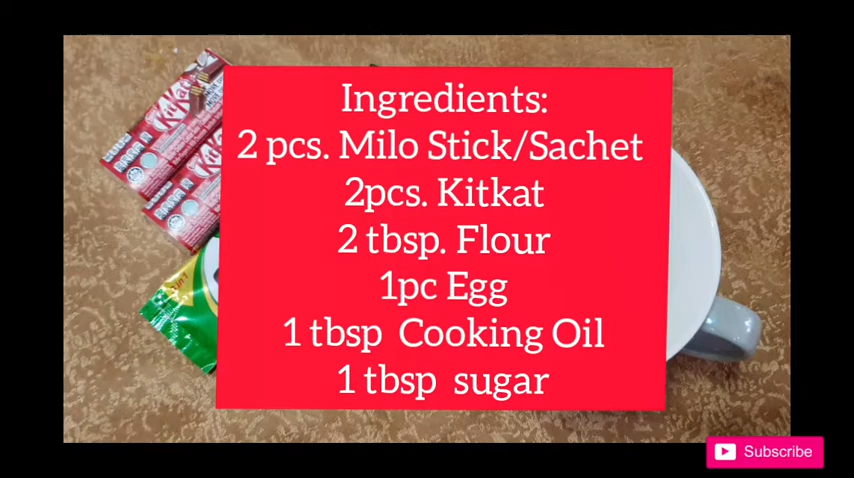 Ingredients:
2 pcs. Milo Stick/Sachet
2pcs. Kitkat
2 tbsp. Flour
1pc Egg
1 tbsp Cooking Oil
1 tbsp sugar
KitKat
Subscribe